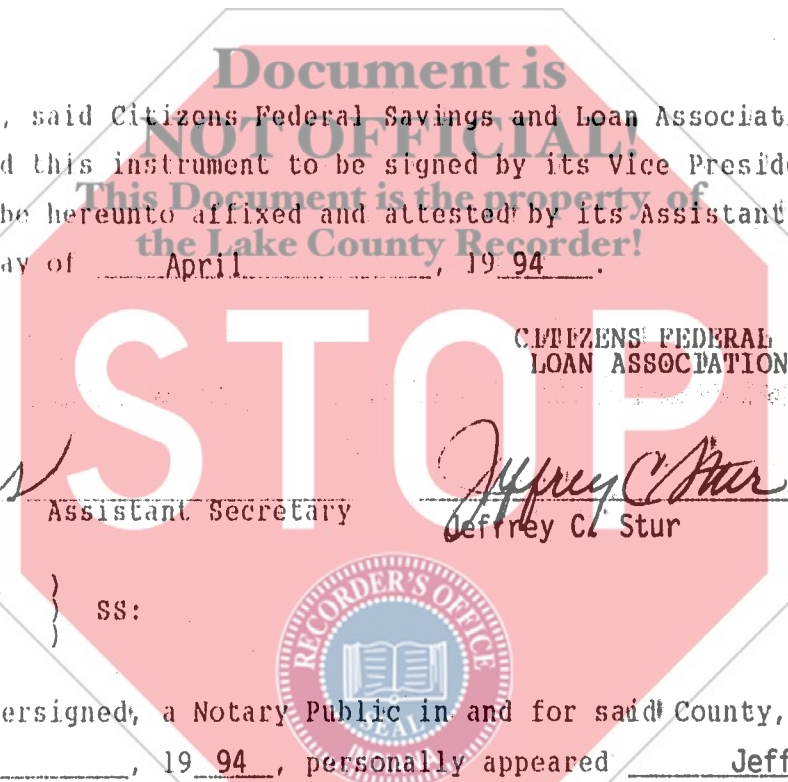 Document is
, said Citizens Federal Savings and Loan Associat
NOT OFFICIAL!
d this instrument to be signed by its Vice Presid
This Document is the property of
be hereunto affixed and attested by its Assistant
the Lake County Recorder!
ay of April, 19 94 .
CITIZENS FEDERAL
LOAN ASSOCIATION
STOP
Jeffrey C Stur
Assistant Secretary
Jeffrey C. Stur
) SS:
RECORDER'S OFFICE
SEAL
INDIANA
ersigned, a Notary Public in and for said County,
, 19 94 , personally appeared Jeff